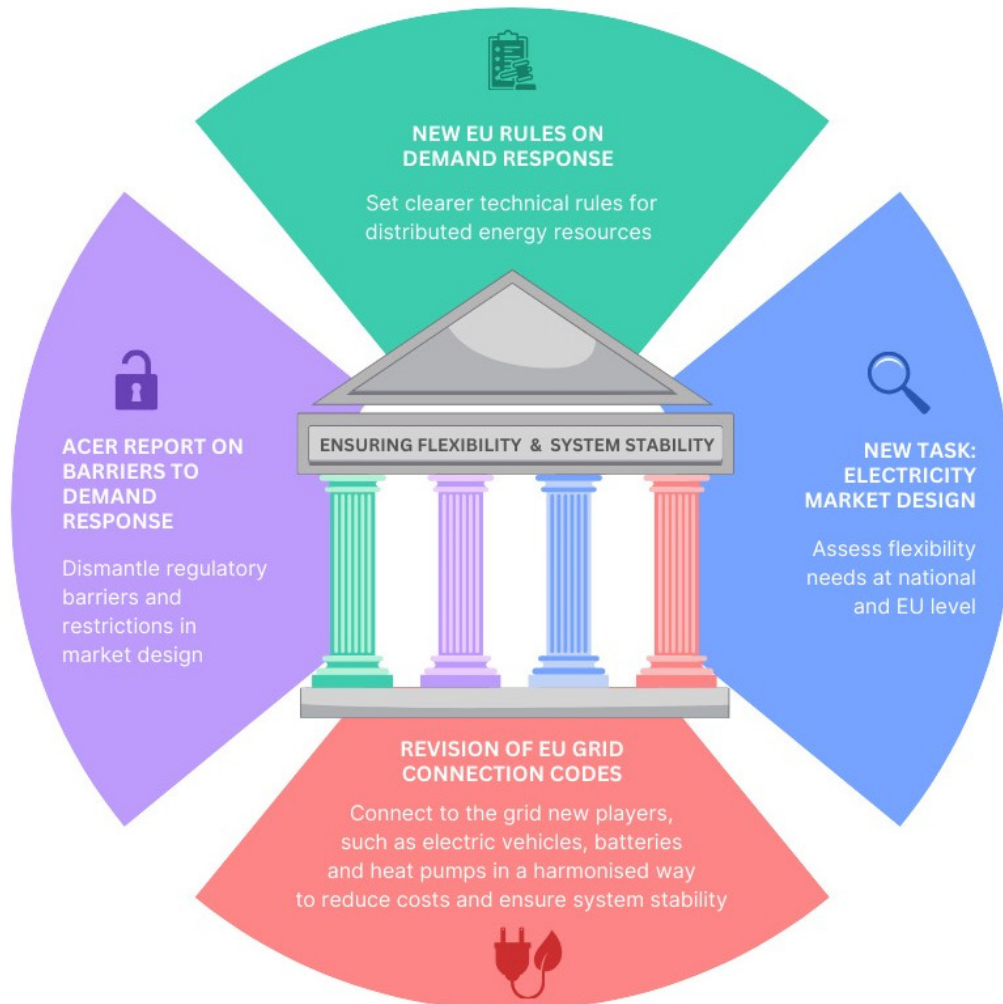 NEW EU RULES ON
DEMAND RESPONSE
Set clearer technical rules for
distributed energy resources
ACER REPORT ON
BARRIERS TO
DEMAND
RESPONSE
Dismantle regulatory
barriers and
restrictions in
market design
ENSURING FLEXIBILITY & SYSTEM STABILITY
NEW TASK:
ELECTRICITY
MARKET DESIGN
Assess flexibility
needs at national
and EU level
REVISION OF EU GRID
CONNECTION CODES
Connect to the grid new players,
such as electric vehicles, batteries
and heat pumps in a harmonised way
to reduce costs and ensure system stability